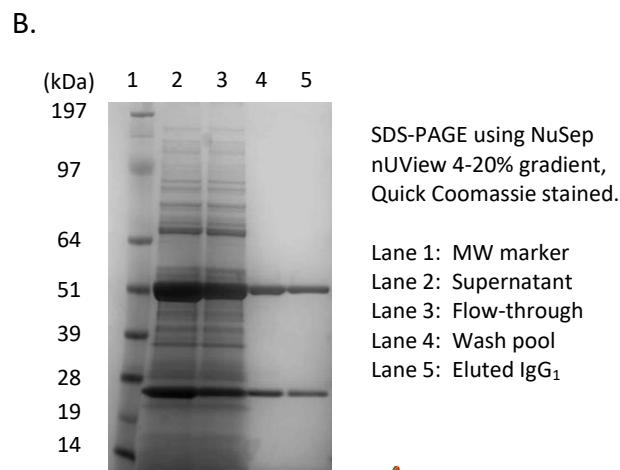 B.
(kDa) 1 2 3 4 5
197
97
64
51
39
28
19
14
SDS-PAGE using NuSep
nUView 4-20% gradient,
Quick Coomassie stained.
Lane 1: MW marker
Lane 2: Supernatant
Lane 3: Flow-through
Lane 4: Wash pool
Lane 5: Eluted IgG₁